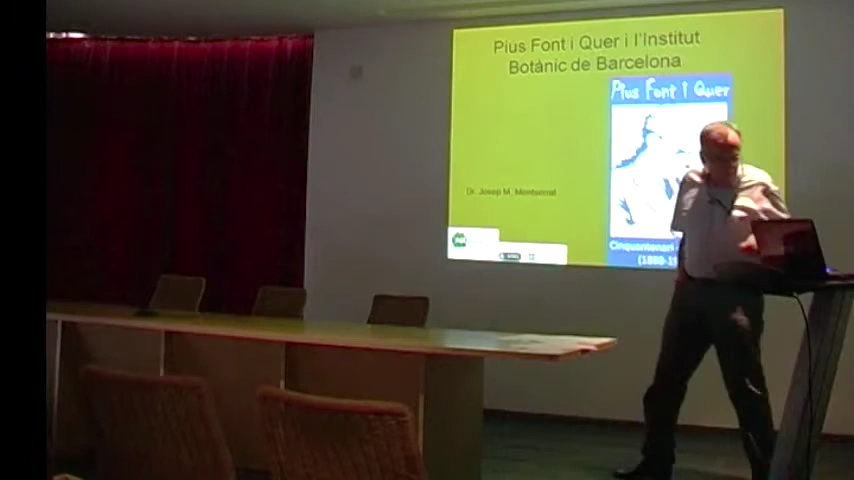 Pius Font i Quer i l'Institut
Botànic de Barcelona
Pius Font i Quer
Dr. Josep M. Montserrat
Cinquantenari